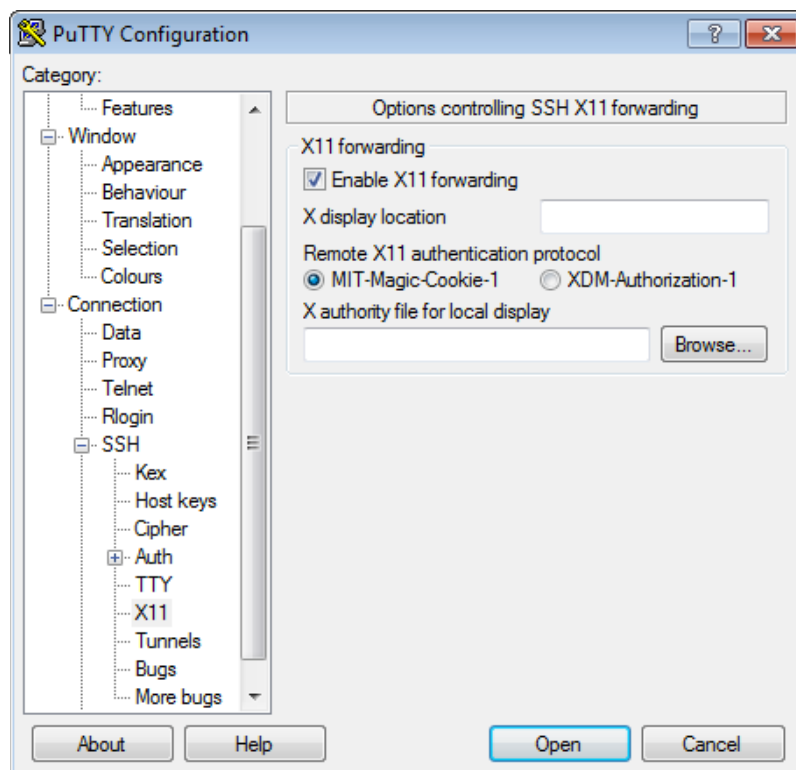 PuTTY Configuration
Category:
Features
Window
Appearance
Behaviour
Translation
Selection
Colours
Connection
Data
Proxy
Telnet
Rlogin
SSH
Kex
Host keys
Cipher
Auth
TTY
X11
Tunnels
Bugs
More bugs
Options controlling SSH X11 forwarding
X11 forwarding
Enable X11 forwarding
X display location
Remote X11 authentication protocol
MIT-Magic-Cookie-1 XDM-Authorization-1
X authority file for local display
Browse...
About Help Open Cancel